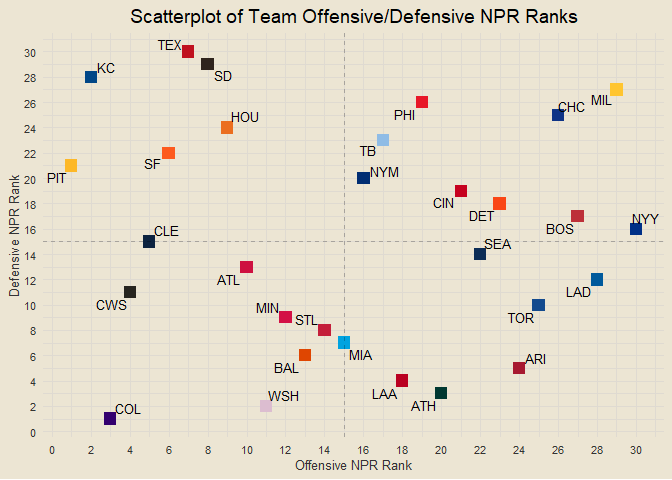 Scatterplot of Team Offensive/Defensive NPR Ranks
Defensive NPR Rank
30
28
26
24
22
20
18
16
14
12
10
8
6
4
2
0
TEX
KC
SD
MIL
CHC
PHI
HOU
TB
SF
PIT
NYM
CIN
DET
NYY
BOS
CLE
SEA
ATL
LAD
CWS
TOR
MIN
STL
MIA
BAL
ARI
LAA
ATH
WSH
COL
0 2 4 6 8 10 12 14 16 18 20 22 24 26 28 30
Offensive NPR Rank